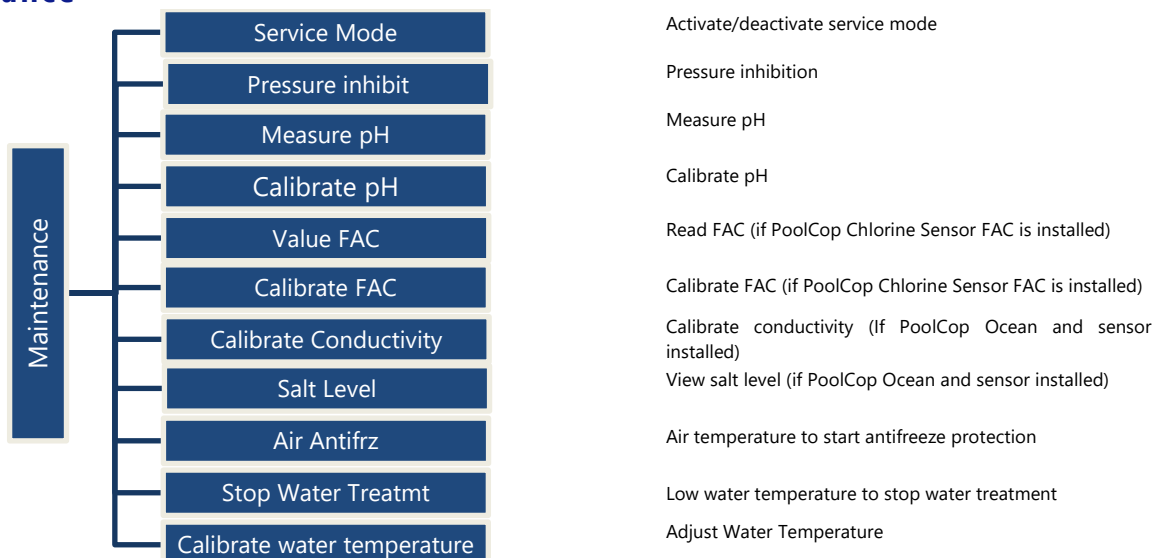 Service Mode
Activate/deactivate service mode
Pressure inhibit
Pressure inhibition
Measure pH
Measure pH
Calibrate pH
Calibrate pH
Value FAC
Read FAC (if PoolCop Chlorine Sensor FAC is installed)
Maintenance
Calibrate FAC
Calibrate FAC (if PoolCop Chlorine Sensor FAC is installed)
Calibrate Conductivity
Calibrate conductivity (If PoolCop Ocean and sensor
installed)
Salt Level
View salt level (if PoolCop Ocean and sensor installed)
Air Antifrz
Air temperature to start antifreeze protection
Stop Water Treatmt
Low water temperature to stop water treatment
Calibrate water temperature
Adjust Water Temperature